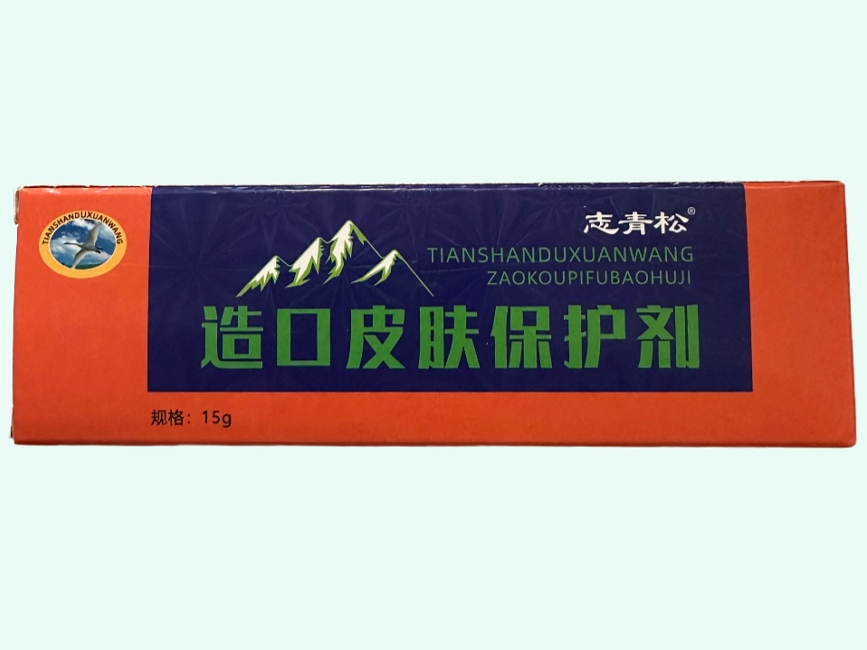 TIANSHANDUXUANWANG
志青松®
TIANSHANDUXUANWANG
ZAOKOUPIFUBAOHUJI
造口皮肤保护剂
规格：15g